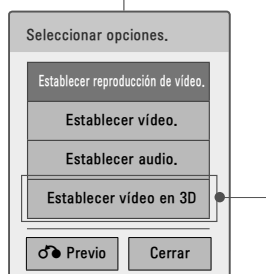 Seleccionar opciones.
Establecer reproducción de vídeo.
Establecer vídeo.
Establecer audio.
Establecer vídeo en 3D
Previo
Cerrar